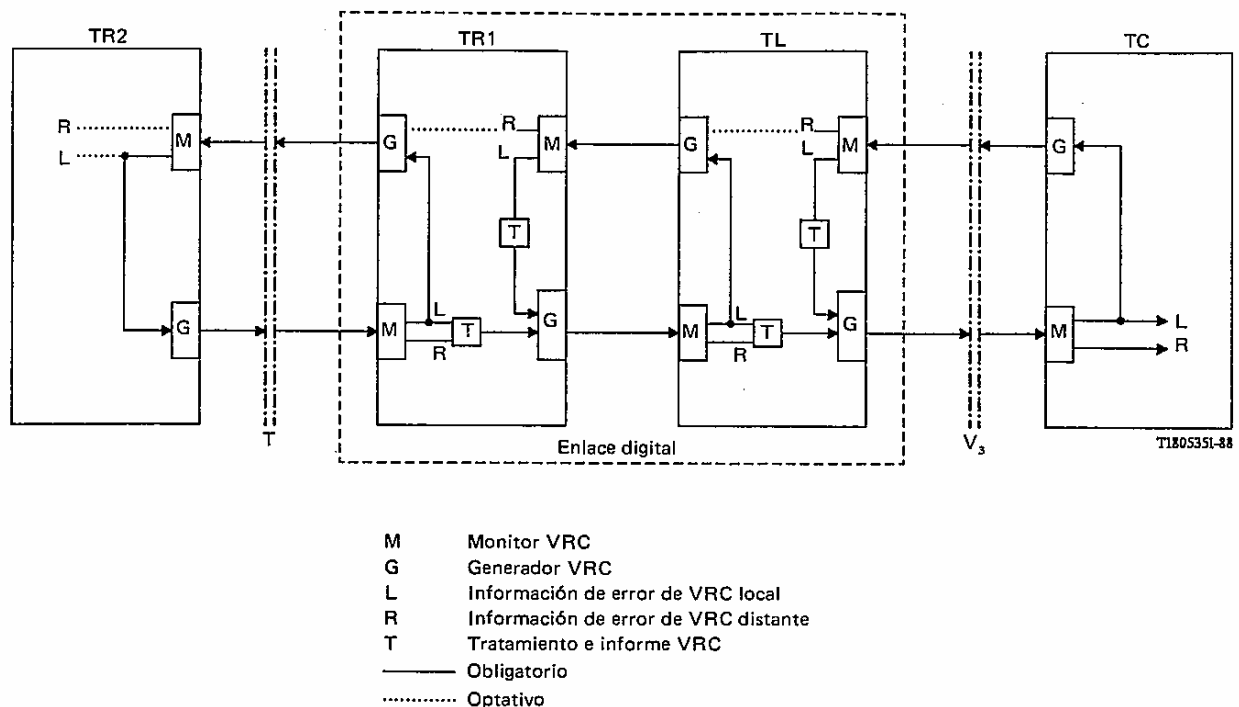 TR2
TR1
TL
TC
R
M
G
R
M
G
R
M
G
L
L
L
T
T
G
M
L
T
R
G
M
L
T
R
G
M
L
R
T
V₃
Enlace digital
T1805351-88
M Monitor VRC
G Generador VRC
L Información de error de VRC local
R Información de error de VRC distante
T Tratamiento e informe VRC
Obligatorio
Optativo